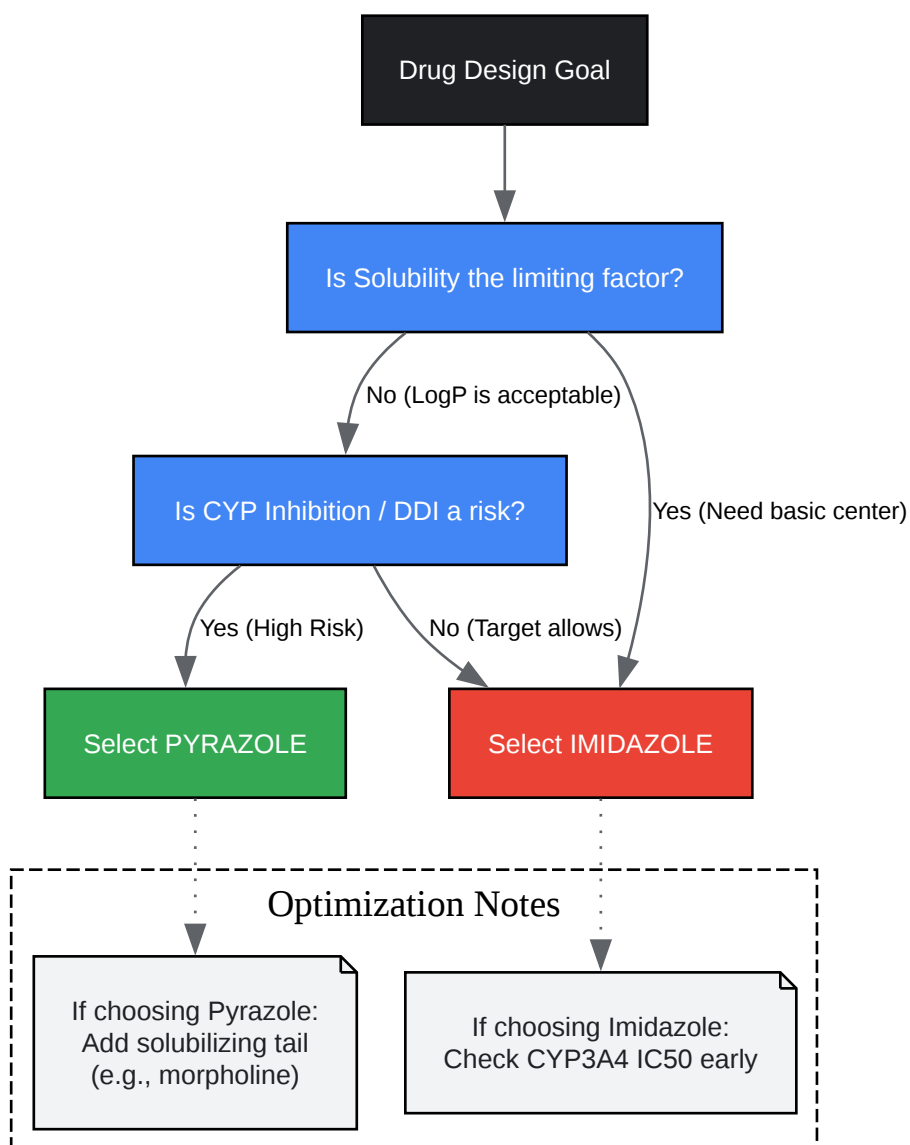 Drug Design Goal
Is Solubility the limiting factor?
No (LogP is acceptable)
Is CYP Inhibition / DDI a risk?
Yes (Need basic center)
Yes (High Risk)
No (Target allows)
Select PYRAZOLE
Select IMIDAZOLE
Optimization Notes
If choosing Pyrazole:
Add solubilizing tail
(e.g., morpholine)
If choosing Imidazole:
Check CYP3A4 IC50 early